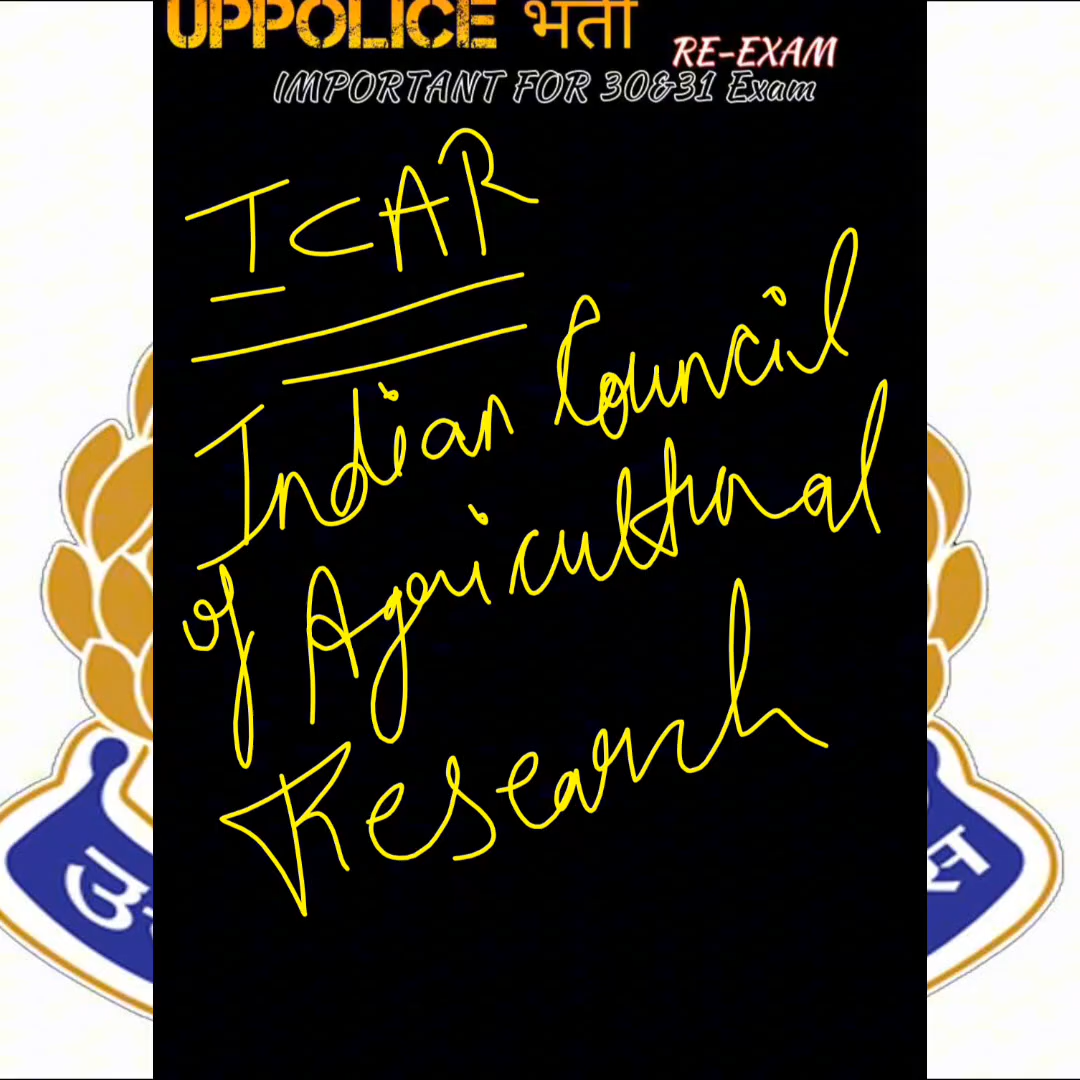 UPPOLICE भर्ती
RE-EXAM
IMPORTANT FOR 30&31 Exam
ICAR
Indian Council
of Agricultural
Research